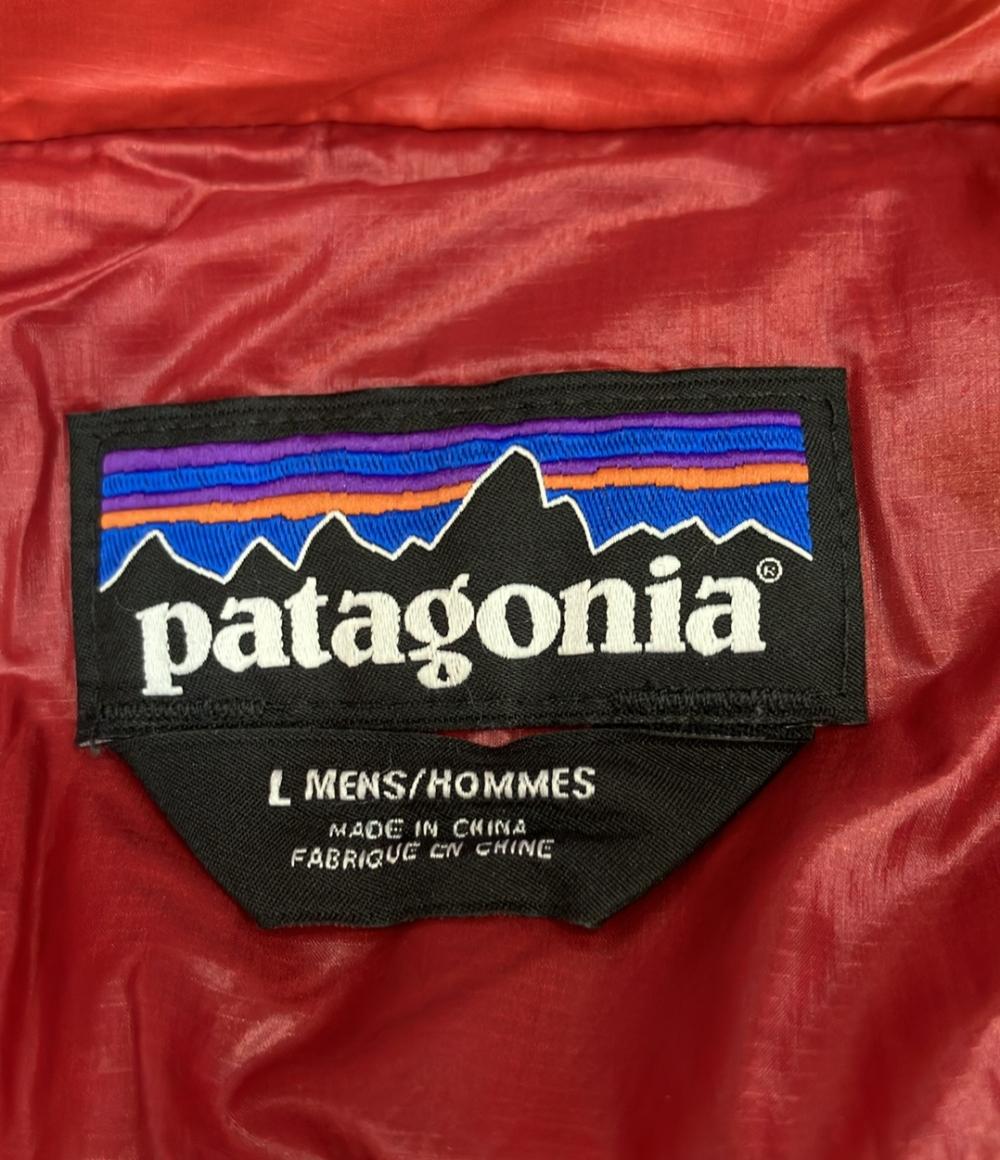 patagonia®
L MENS/HOMMES
MADE IN CHINA
FABRIQUE EN CHINE